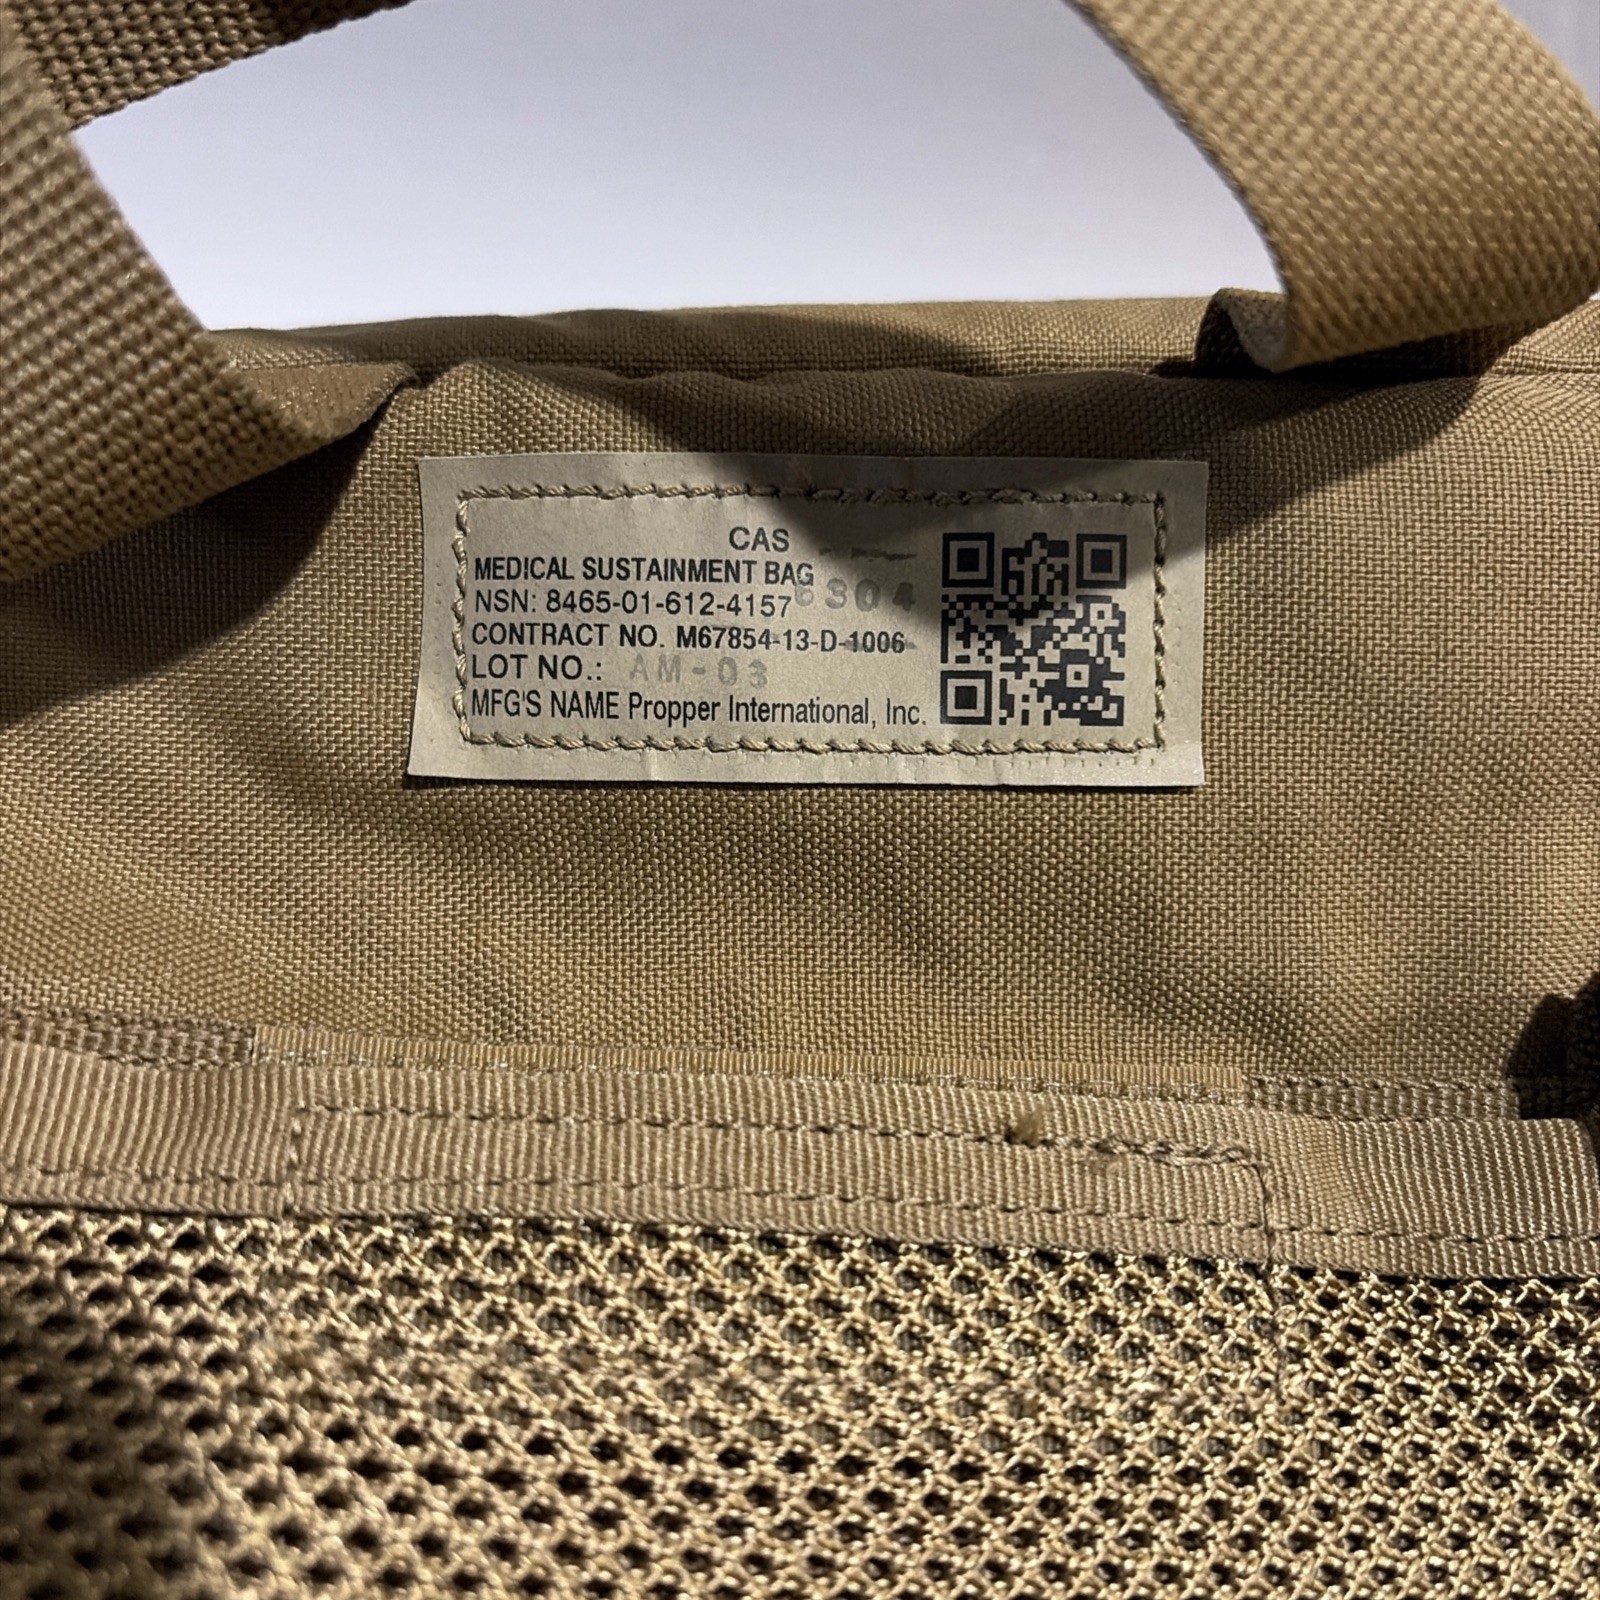 CAS
MEDICAL SUSTAINMENT BAG
NSN: 8465-01-612-4157
6304
CONTRACT NO. M67854-13-D-1006
LOT NO.: AM-03
MFG'S NAME Propper International, Inc.